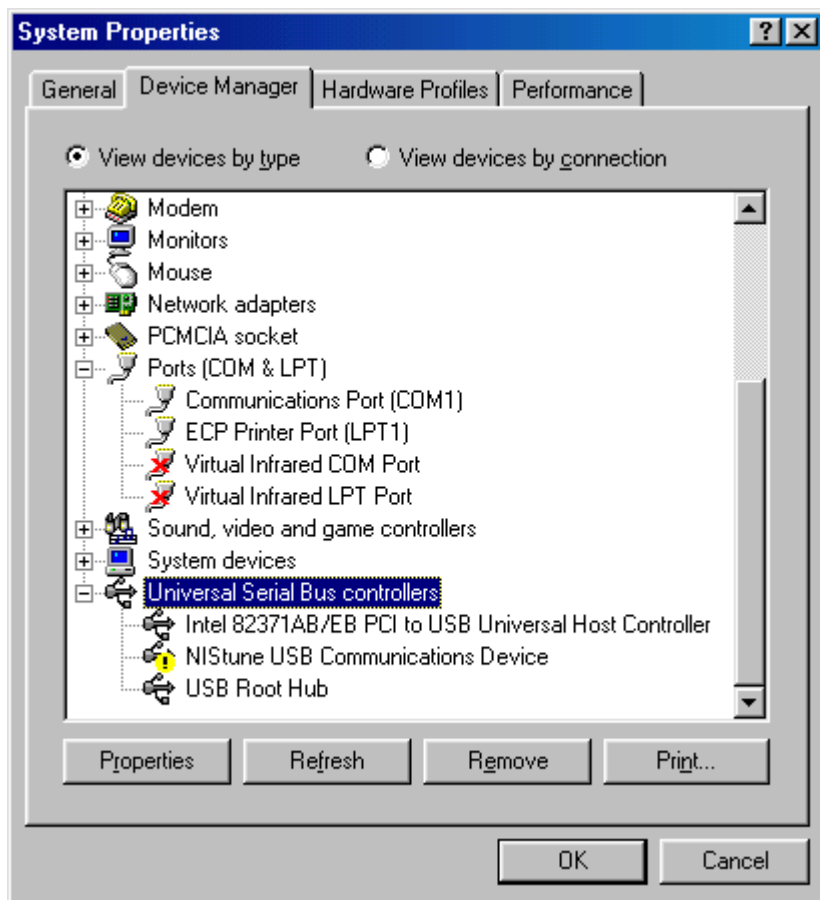 System Properties
General Device Manager Hardware Profiles Performance
View devices by type View devices by connection
Modem
Monitors
Mouse
Network adapters
PCMCIA socket
Ports (COM & LPT)
Communications Port (COM1)
ECP Printer Port (LPT1)
Virtual Infrared COM Port
Virtual Infrared LPT Port
Sound, video and game controllers
System devices
Universal Serial Bus controllers
Intel 82371AB/EB PCI to USB Universal Host Controller
NIStune USB Communications Device
USB Root Hub
Properties Refresh Remove Print...
OK Cancel